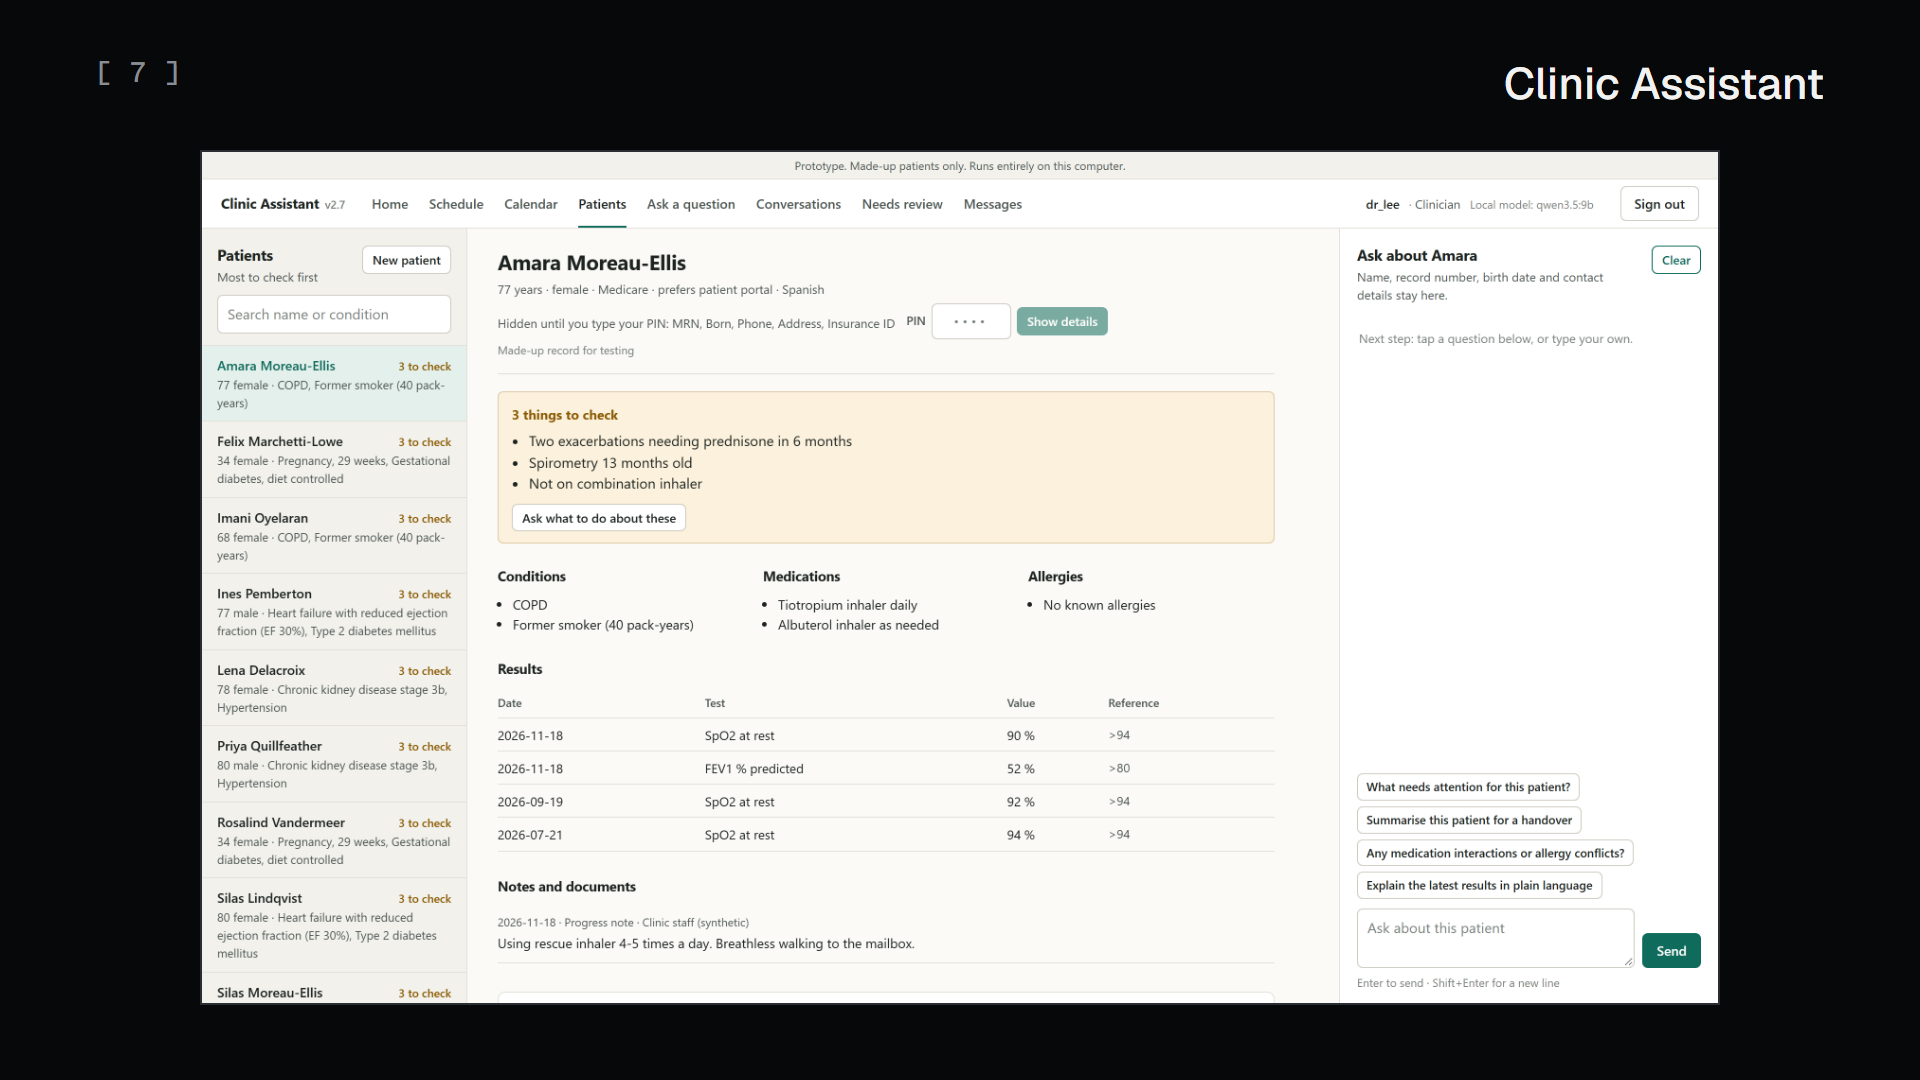 [ 7 ]
Clinic Assistant
Prototype. Made-up patients only. Runs entirely on this computer.
Clinic Assistant v2.7
Home
Schedule
Calendar
Patients
Ask a question
Conversations
Needs review
Messages
dr_lee · Clinician
Local model: qwen3.5:9b
Sign out
Patients
Most to check first
New patient
Search name or condition
Amara Moreau-Ellis
3 to check
77 female · COPD, Former smoker (40 pack-
years)
Felix Marchetti-Lowe
3 to check
34 female · Pregnancy, 29 weeks, Gestational
diabetes, diet controlled
Imani Oyelaran
3 to check
68 female · COPD, Former smoker (40 pack-
years)
Ines Pemberton
3 to check
77 male · Heart failure with reduced ejection
fraction (EF 30%), Type 2 diabetes mellitus
Lena Delacroix
3 to check
78 female · Chronic kidney disease stage 3b,
Hypertension
Priya Quillfeather
3 to check
80 male · Chronic kidney disease stage 3b,
Hypertension
Rosalind Vandermeer
3 to check
34 female · Pregnancy, 29 weeks, Gestational
diabetes, diet controlled
Silas Lindqvist
3 to check
80 female · Heart failure with reduced
ejection fraction (EF 30%), Type 2 diabetes
mellitus
Silas Moreau-Ellis
3 to check
Amara Moreau-Ellis
77 years · female · Medicare · prefers patient portal · Spanish
Hidden until you type your PIN: MRN, Born, Phone, Address, Insurance ID
PIN
••••
Show details
Made-up record for testing
3 things to check
• Two exacerbations needing prednisone in 6 months
• Spirometry 13 months old
• Not on combination inhaler
Ask what to do about these
Conditions
• COPD
• Former smoker (40 pack-years)
Medications
• Tiotropium inhaler daily
• Albuterol inhaler as needed
Allergies
• No known allergies
Results
Date Test Value Reference
2026-11-18 SpO2 at rest 90 % >94
2026-11-18 FEV1 % predicted 52 % >80
2026-09-19 SpO2 at rest 92 % >94
2026-07-21 SpO2 at rest 94 % >94
Notes and documents
2026-11-18 · Progress note · Clinic staff (synthetic)
Using rescue inhaler 4-5 times a day. Breathless walking to the mailbox.
Ask about Amara
Clear
Name, record number, birth date and contact
details stay here.
Next step: tap a question below, or type your own.
What needs attention for this patient?
Summarise this patient for a handover
Any medication interactions or allergy conflicts?
Explain the latest results in plain language
Ask about this patient
Send
Enter to send · Shift+Enter for a new line